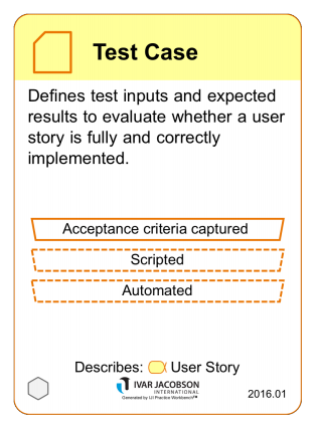 Test Case
Defines test inputs and expected
results to evaluate whether a user
story is fully and correctly
implemented.
Acceptance criteria captured
Scripted
Automated
Describes: User Story
IVAR JACOBSON
INTERNATIONAL
Generated by IJI Practice Workbench™
2016.01